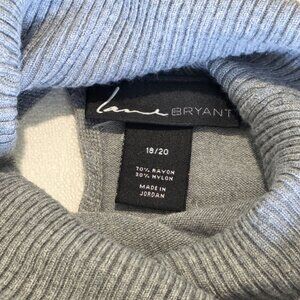 Lane BRYANT
18/20
70% RAYON
30% NYLON
MADE IN
JORDAN